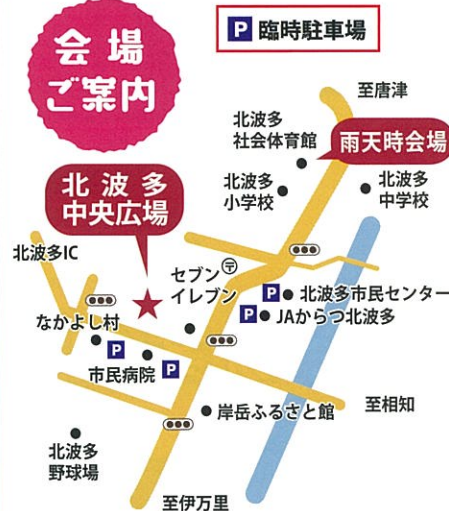 会場
ご案内
P 臨時駐車場
至唐津
北波多
社会体育館
雨天時会場
北波多
小学校
北波多
中学校
北波多
中央広場
北波多IC
セブン
イレブン
〒
P
北波多市民センター
P
JAからつ北波多
なかよし村
P
市民病院
P
至相知
岸岳ふるさと館
北波多
野球場
至伊万里